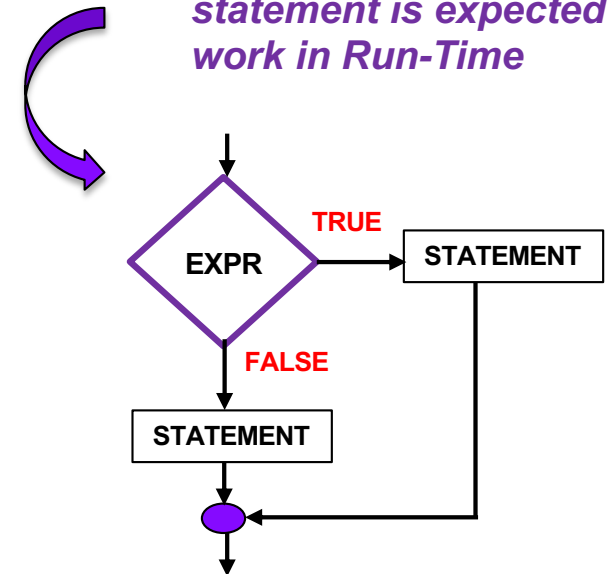 statement is expected
work in Run-Time
TRUE
EXPR
STATEMENT
FALSE
STATEMENT